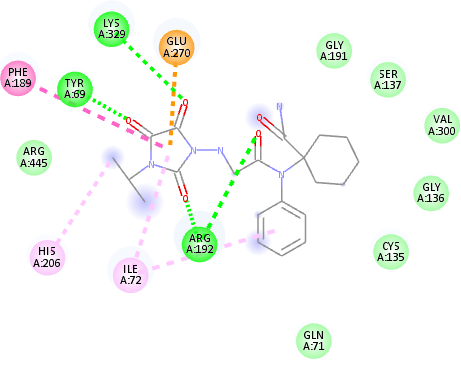 LYS
A:329
GLU
A:270
GLY
A:191
PHE
A:189
TYR
A:69
SER
A:137
O
O
N
O
O
VAL
A:300
ARG
A:445
N
N
N
O
N
GLY
A:136
O
HIS
A:206
ARG
A:192
CYS
A:135
ILE
A:72
GLN
A:71